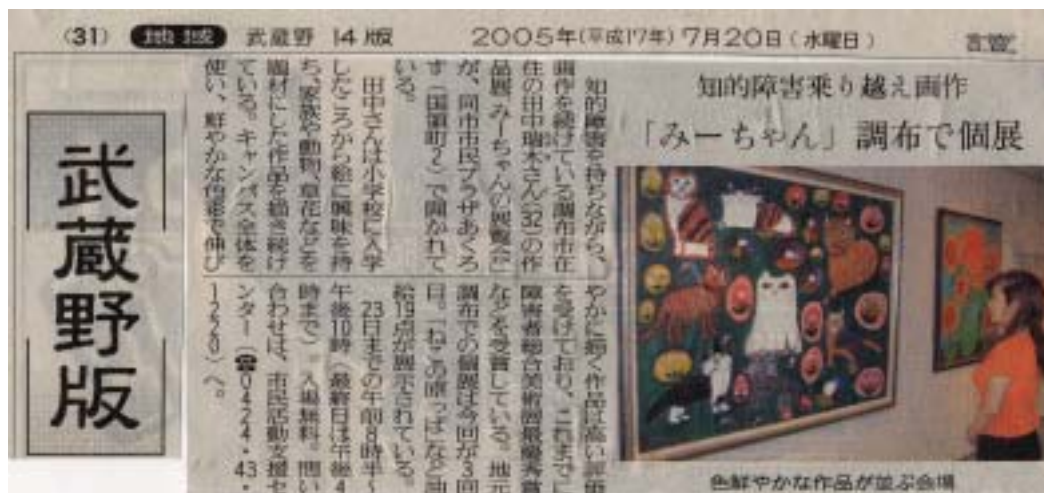 (31) 地域 武蔵野 14版 2005年(平成17年)7月20日(水曜日)
武蔵野版
知的障害乗り越え画作
「みーちゃん」調布で個展
知的障害を持ちながら、
画作を続けている調布市在
住の田中瑞木さん(32)の作
品展「みーちゃんの展覧会」
が、同市市民プラザあくろ
す(国領町2)で開かれて
いる。
田中さんは小学校に入学
したころから絵に興味を持
ち、家族や動物、草花などを
題材にした作品を描き続け
ている。キャンバス全体を
使い、鮮やかな色彩で伸び
やかに描く作品は高い評価
を受けており、これまでに
障害者総合美術展最優秀賞
などを受賞している。地元
調布での個展は今回が3回
目。「ねこの原っぱ」など油
絵19点が展示されている。
23日までの午前8時半〜
午後10時(最終日は午後4
時まで)。入場無料。問い
合わせは、市民活動支援セ
ンター(☎0424・43・
1220)へ。
色鮮やかな作品が並ぶ会場